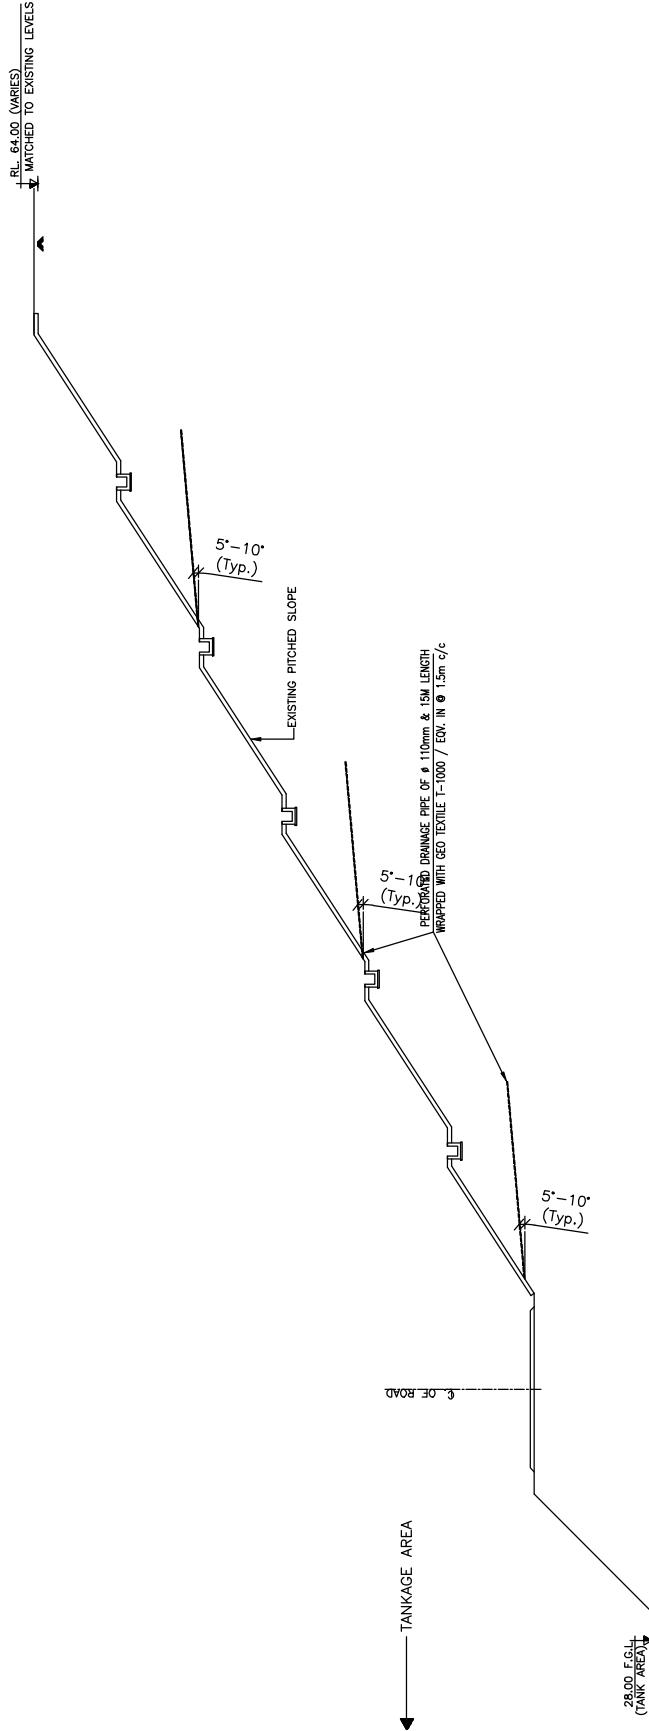 RL. 64.00 (VARIES)
MATCHED TO EXISTING LEVELS
5°-10°
(Typ.)
EXISTING PITCHED SLOPE
5°-10°
(Typ.)
PERFORATED DRAINAGE PIPE OF ø 110mm & 15M LENGTH
WRAPPED WITH GEO TEXTILE T-1000 / EQV. IN @ 1.5m c/c
5°-10°
(Typ.)
℄ OF ROAD
TANKAGE AREA
28.00 F.G.L
(TANK AREA)